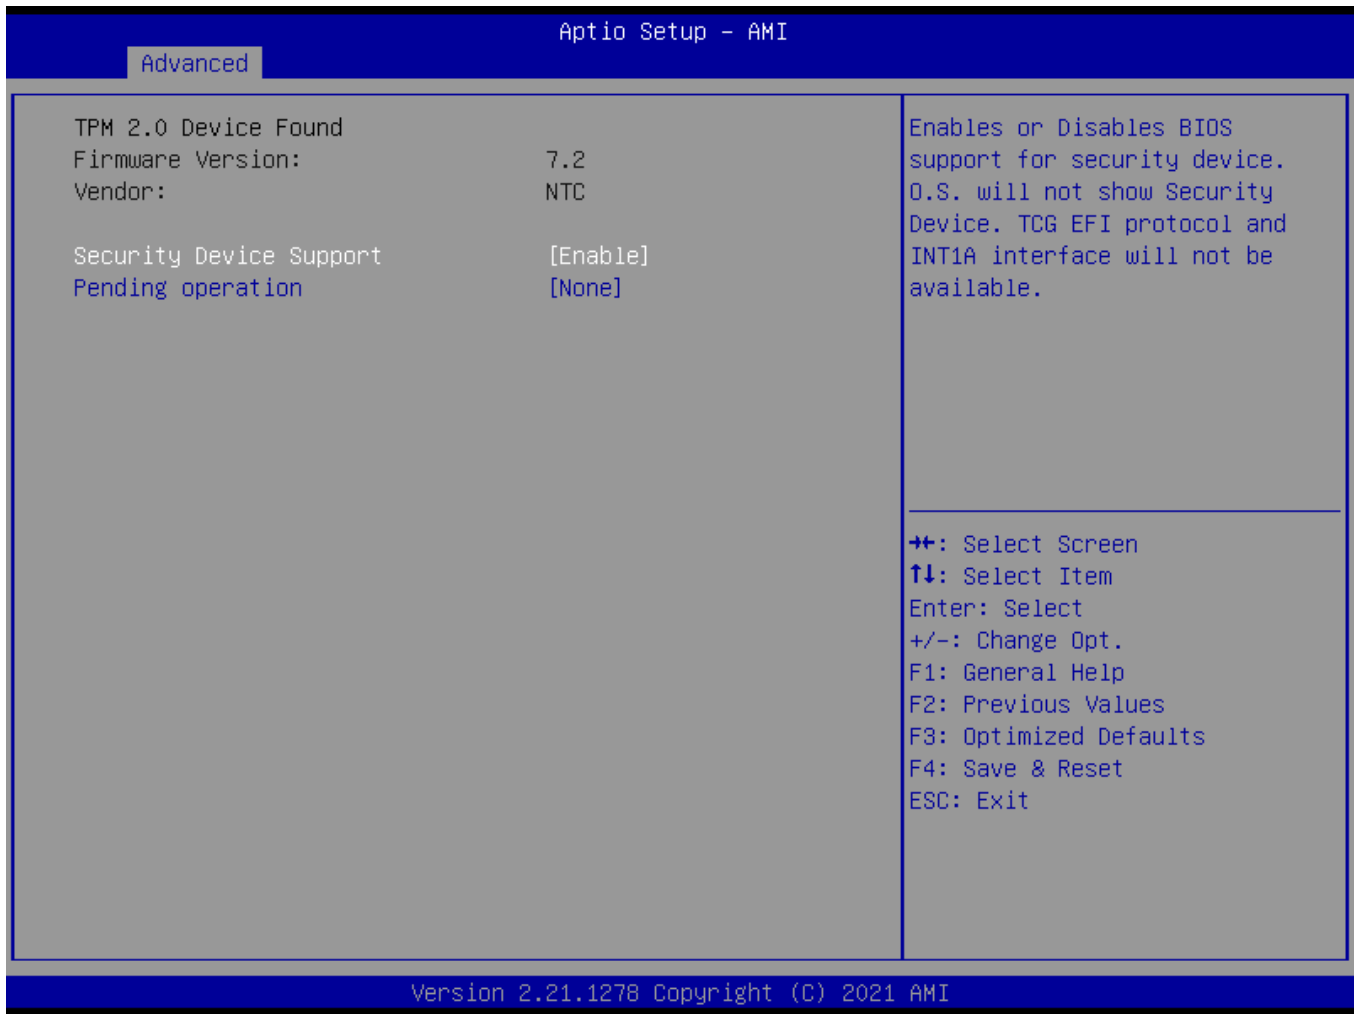 Aptio Setup – AMI
Advanced
TPM 2.0 Device Found
Firmware Version: 7.2
Vendor: NTC
Security Device Support [Enable]
Pending operation [None]
Enables or Disables BIOS
support for security device.
O.S. will not show Security
Device. TCG EFI protocol and
INT1A interface will not be
available.
→←: Select Screen
↑↓: Select Item
Enter: Select
+/-: Change Opt.
F1: General Help
F2: Previous Values
F3: Optimized Defaults
F4: Save & Reset
ESC: Exit
Version 2.21.1278 Copyright (C) 2021 AMI